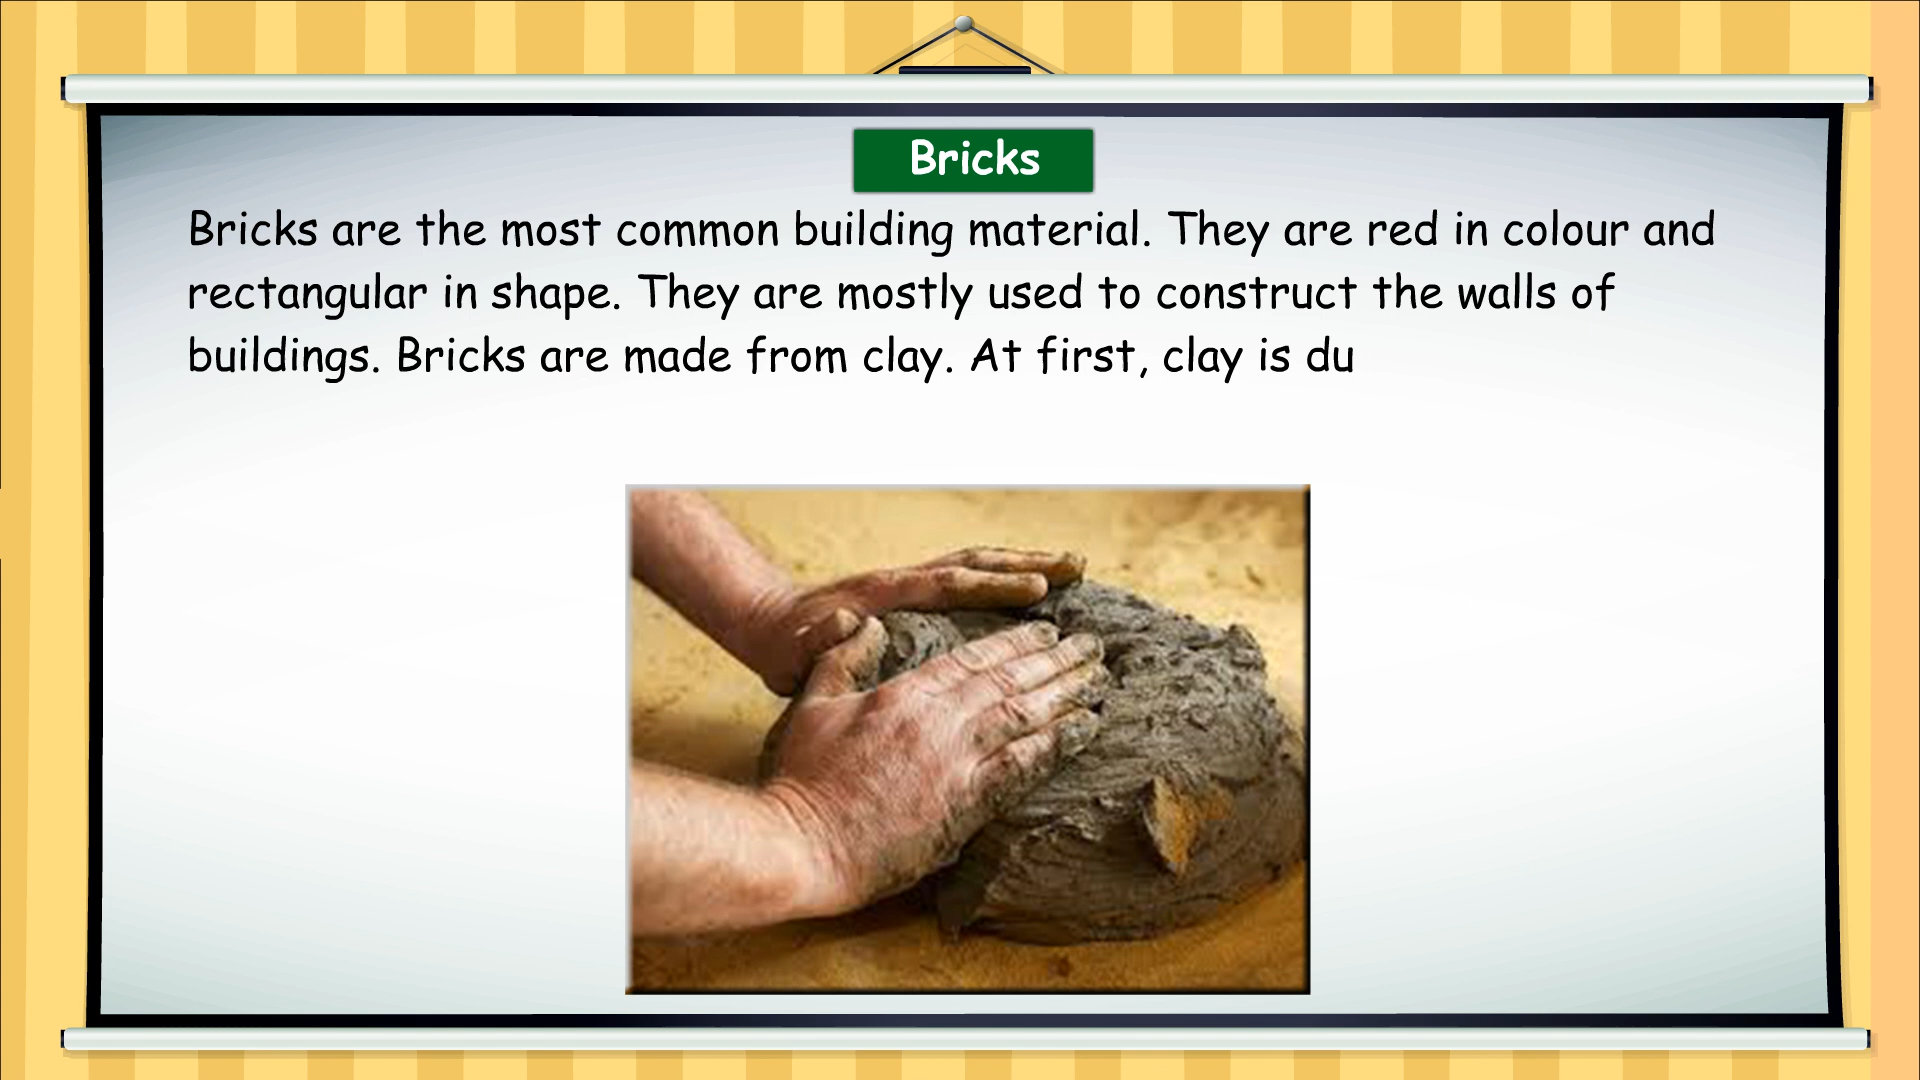 Bricks
Bricks are the most common building material. They are red in colour and
rectangular in shape. They are mostly used to construct the walls of
buildings. Bricks are made from clay. At first, clay is du